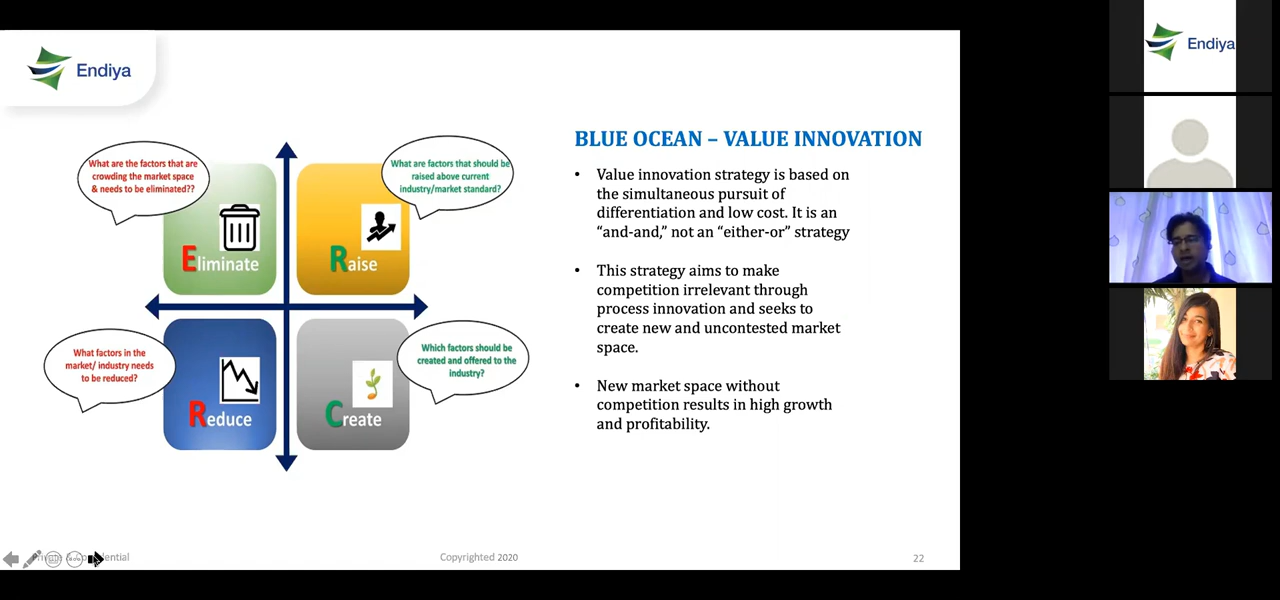 Endiya
What are the factors that are
crowding the market space
& needs to be eliminated??
What are factors that should be
raised above current
industry/market standard?
Eliminate
Raise
What factors in the
market/ industry needs
to be reduced?
Which factors should be
created and offered to the
industry?
Reduce
Create
BLUE OCEAN – VALUE INNOVATION
• Value innovation strategy is based on
the simultaneous pursuit of
differentiation and low cost. It is an
“and-and,” not an “either-or” strategy
• This strategy aims to make
competition irrelevant through
process innovation and seeks to
create new and uncontested market
space.
• New market space without
competition results in high growth
and profitability.
Copyrighted 2020
22
Endiya